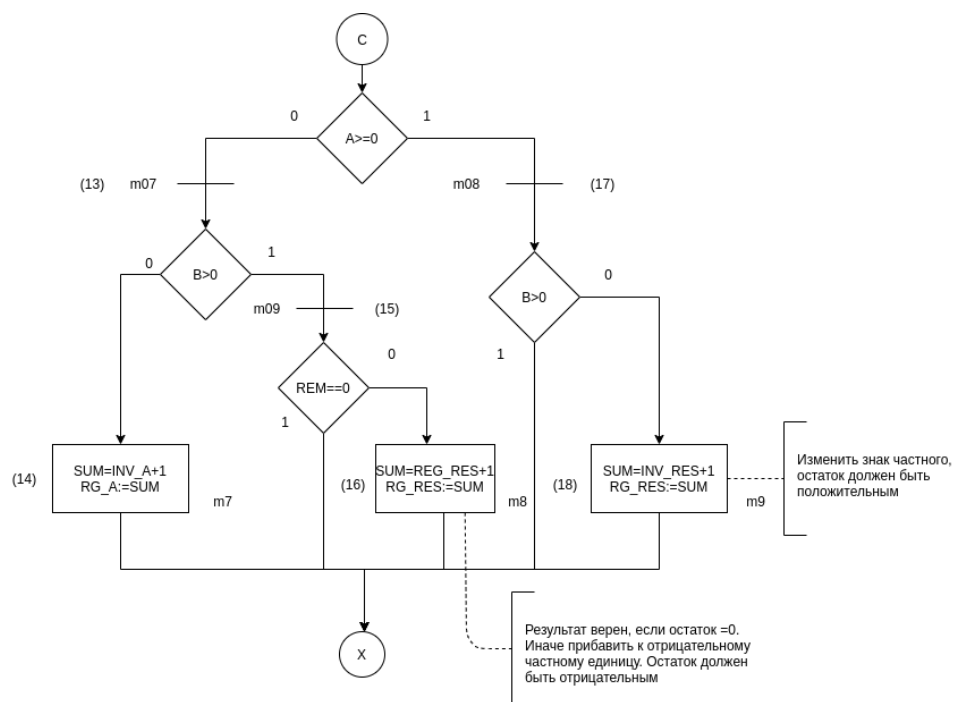 C
0
1
A>=0
(13)
m07
m08
(17)
0
B>0
1
B>0
0
m09
(15)
1
0
REM==0
1
SUM=INV_A+1
RG_A:=SUM
(14)
m7
SUM=REG_RES+1
RG_RES:=SUM
(16)
m8
SUM=INV_RES+1
RG_RES:=SUM
(18)
m9
Изменить знак частного,
остаток должен быть
положительным
X
Результат верен, если остаток =0.
Иначе прибавить к отрицательному
частному единицу. Остаток должен
быть отрицательным